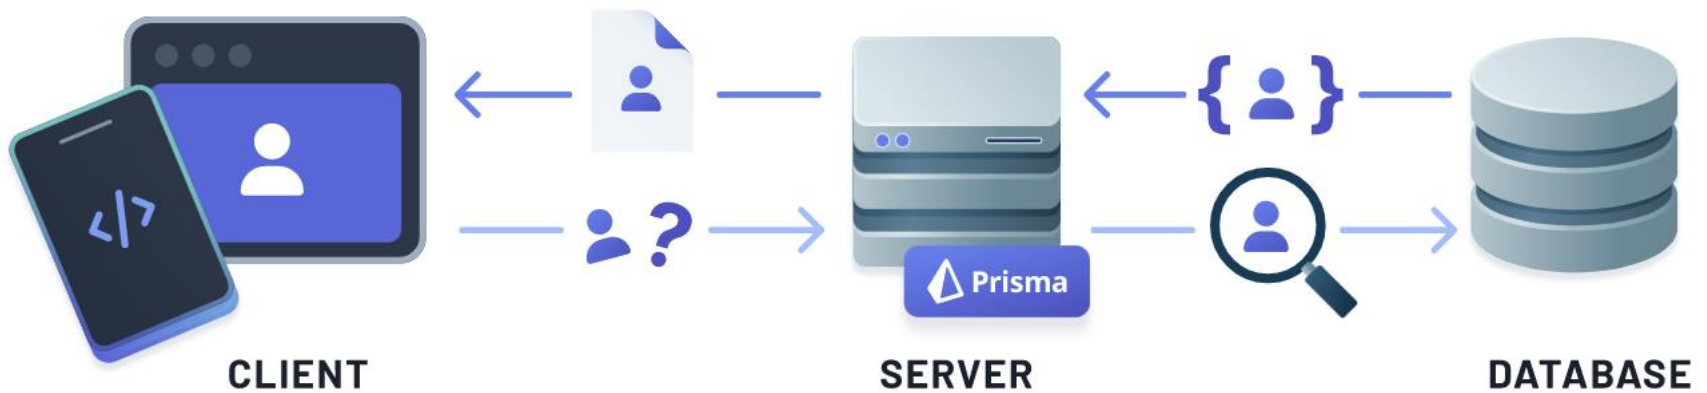 </>
?
{ }
Prisma
CLIENT
SERVER
DATABASE